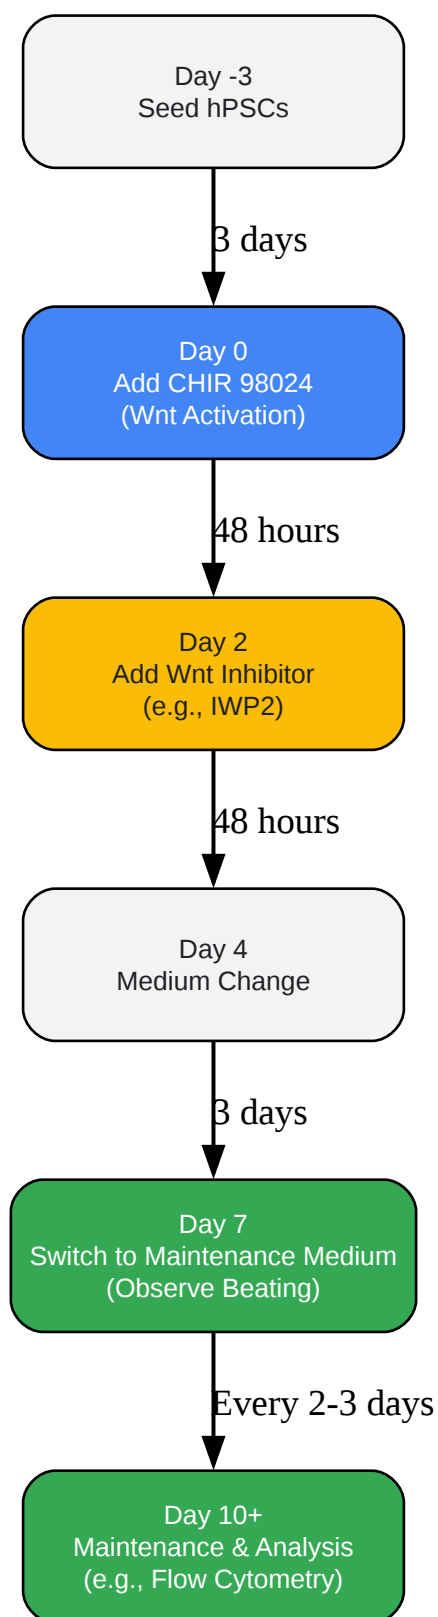 Day -3
Seed hPSCs
3 days
Day 0
Add CHIR 98024
(Wnt Activation)
48 hours
Day 2
Add Wnt Inhibitor
(e.g., IWP2)
48 hours
Day 4
Medium Change
3 days
Day 7
Switch to Maintenance Medium
(Observe Beating)
Every 2-3 days
Day 10+
Maintenance & Analysis
(e.g., Flow Cytometry)